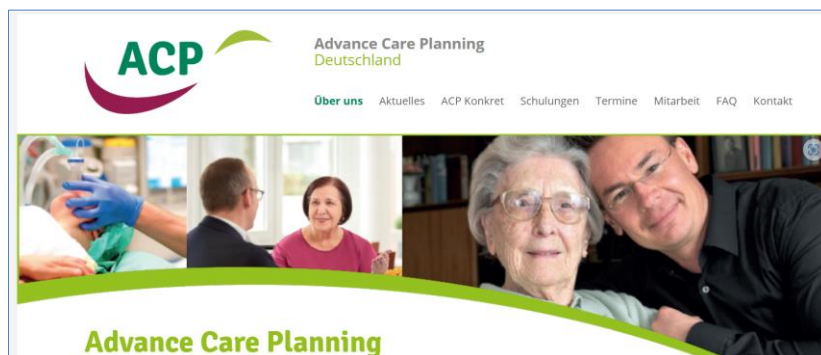 ACP
Advance Care Planning
Deutschland
Über uns Aktuelles ACP Konkret Schulungen Termine Mitarbeit FAQ Kontakt
Advance Care Planning